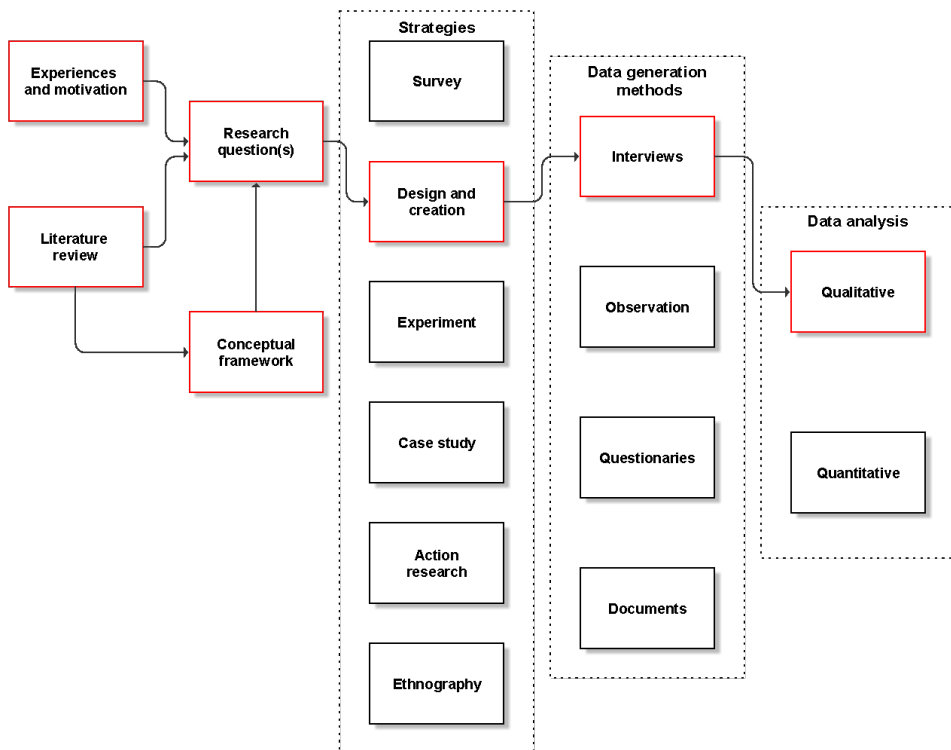 Experiences
and motivation
Literature
review
Research
question(s)
Conceptual
framework
Strategies
Survey
Design and
creation
Experiment
Case study
Action
research
Ethnography
Data generation
methods
Interviews
Observation
Questionaries
Documents
Data analysis
Qualitative
Quantitative